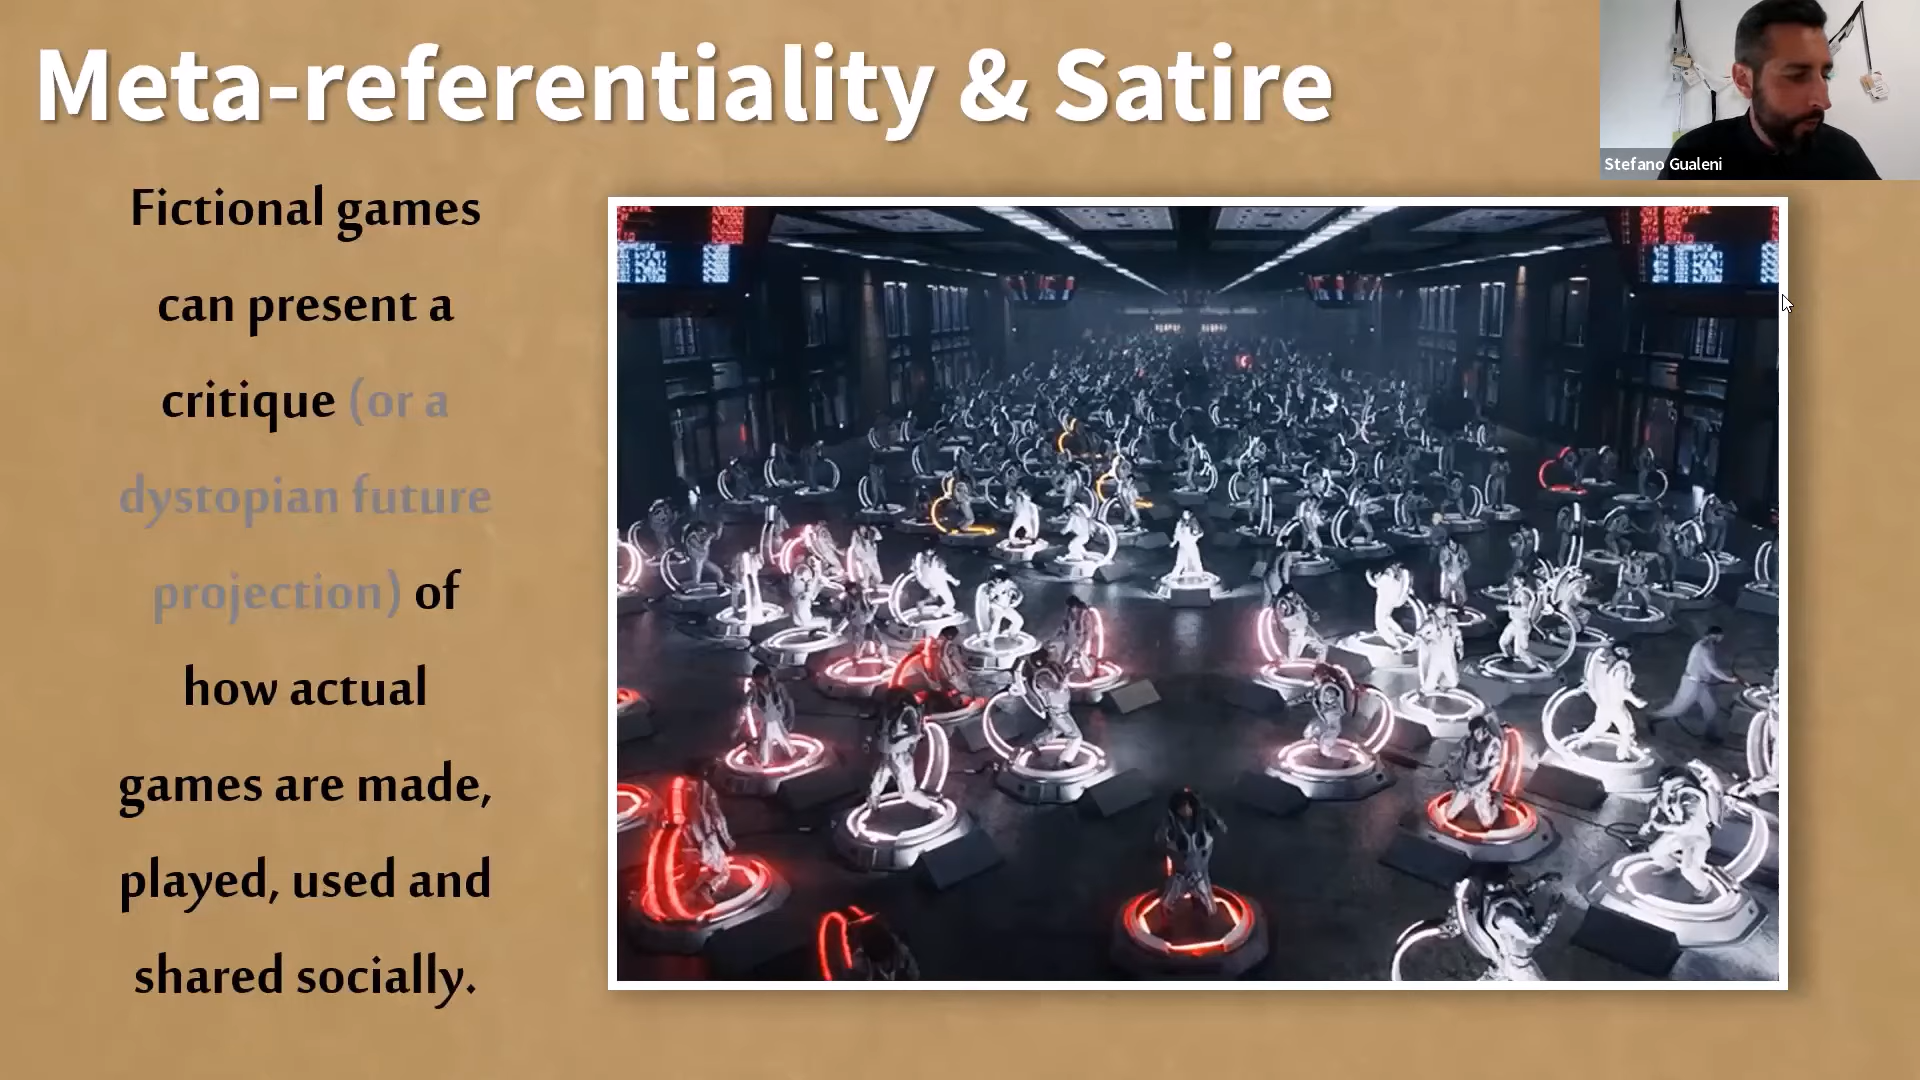 Meta-referentiality & Satire
Stefano Gualeni
Fictional games
can present a
critique (or a
dystopian future
projection) of
how actual
games are made,
played, used and
shared socially.